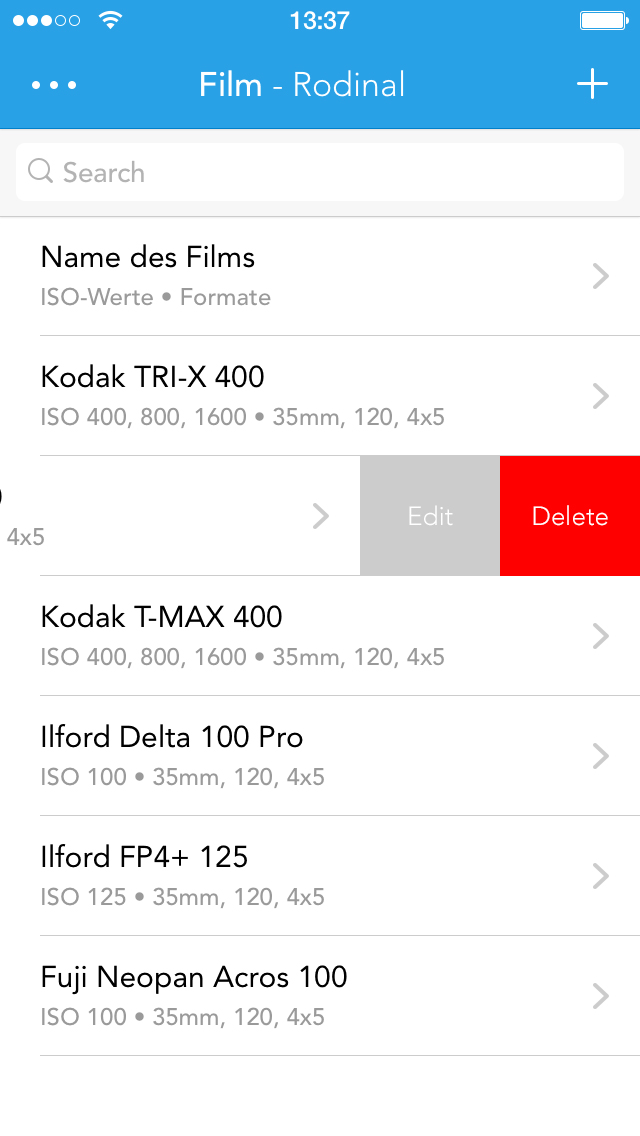 13:37
Film - Rodinal
Search
Name des Films
ISO-Werte • Formate
Kodak TRI-X 400
ISO 400, 800, 1600 • 35mm, 120, 4x5
4x5
Edit
Delete
Kodak T-MAX 400
ISO 400, 800, 1600 • 35mm, 120, 4x5
Ilford Delta 100 Pro
ISO 100 • 35mm, 120, 4x5
Ilford FP4+ 125
ISO 125 • 35mm, 120, 4x5
Fuji Neopan Acros 100
ISO 100 • 35mm, 120, 4x5